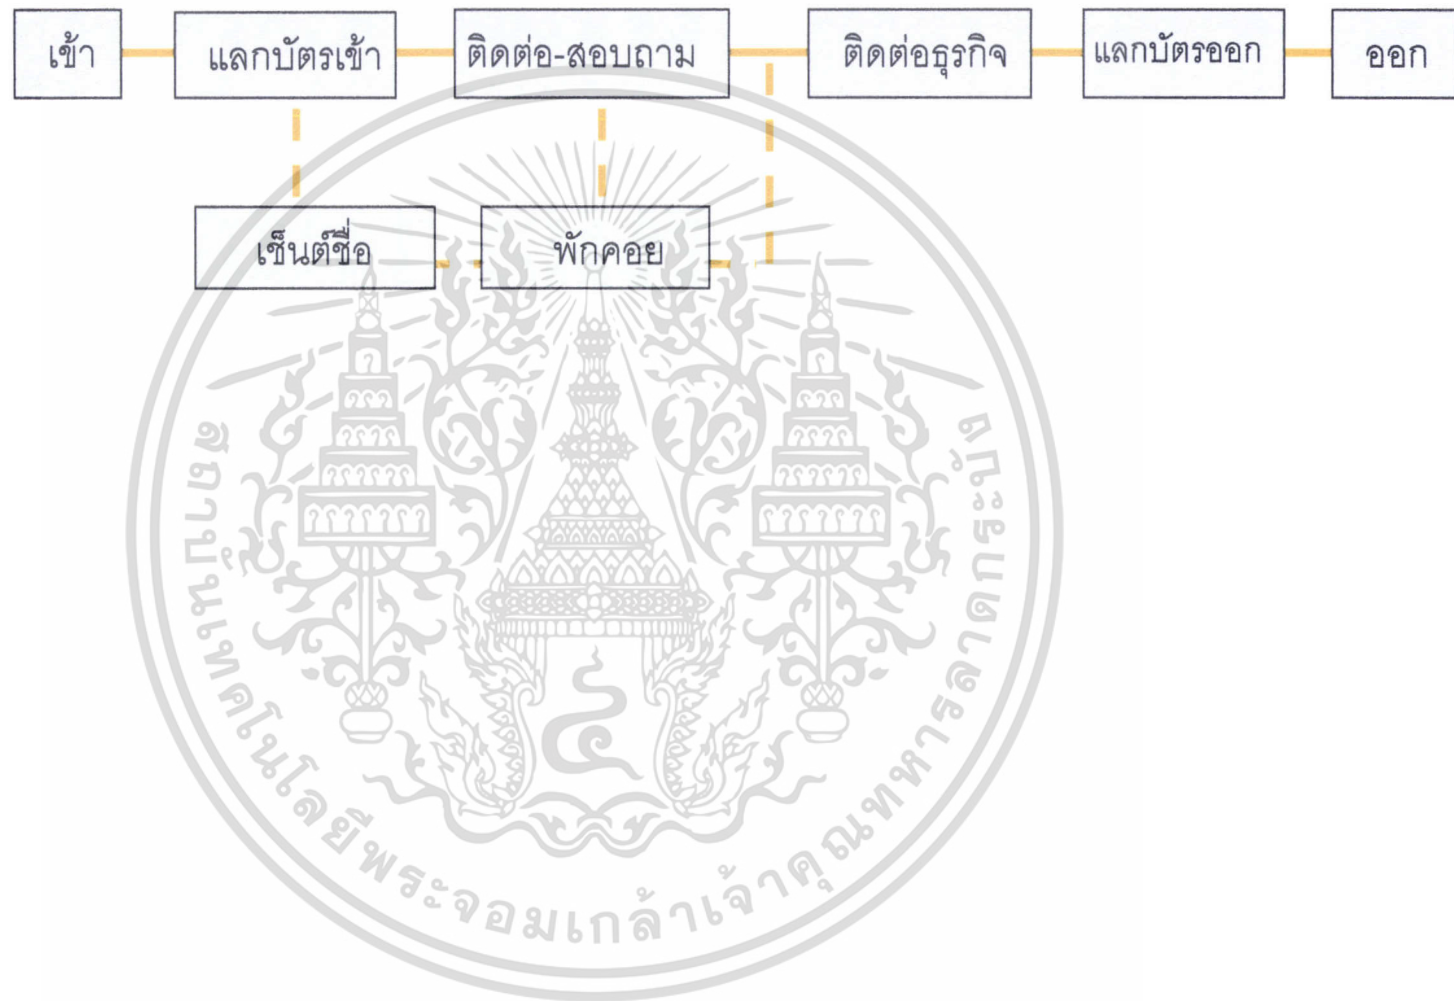 เข้า
แลกบัตรเข้า
ติดต่อ-สอบถาม
ติดต่อธุรกิจ
แลกบัตรออก
ออก
เซ็นต์ชื่อ
พักคอย
สถาบันเทคโนโลยีพระจอมเกล้าเจ้าคุณทหารลาดกระบัง